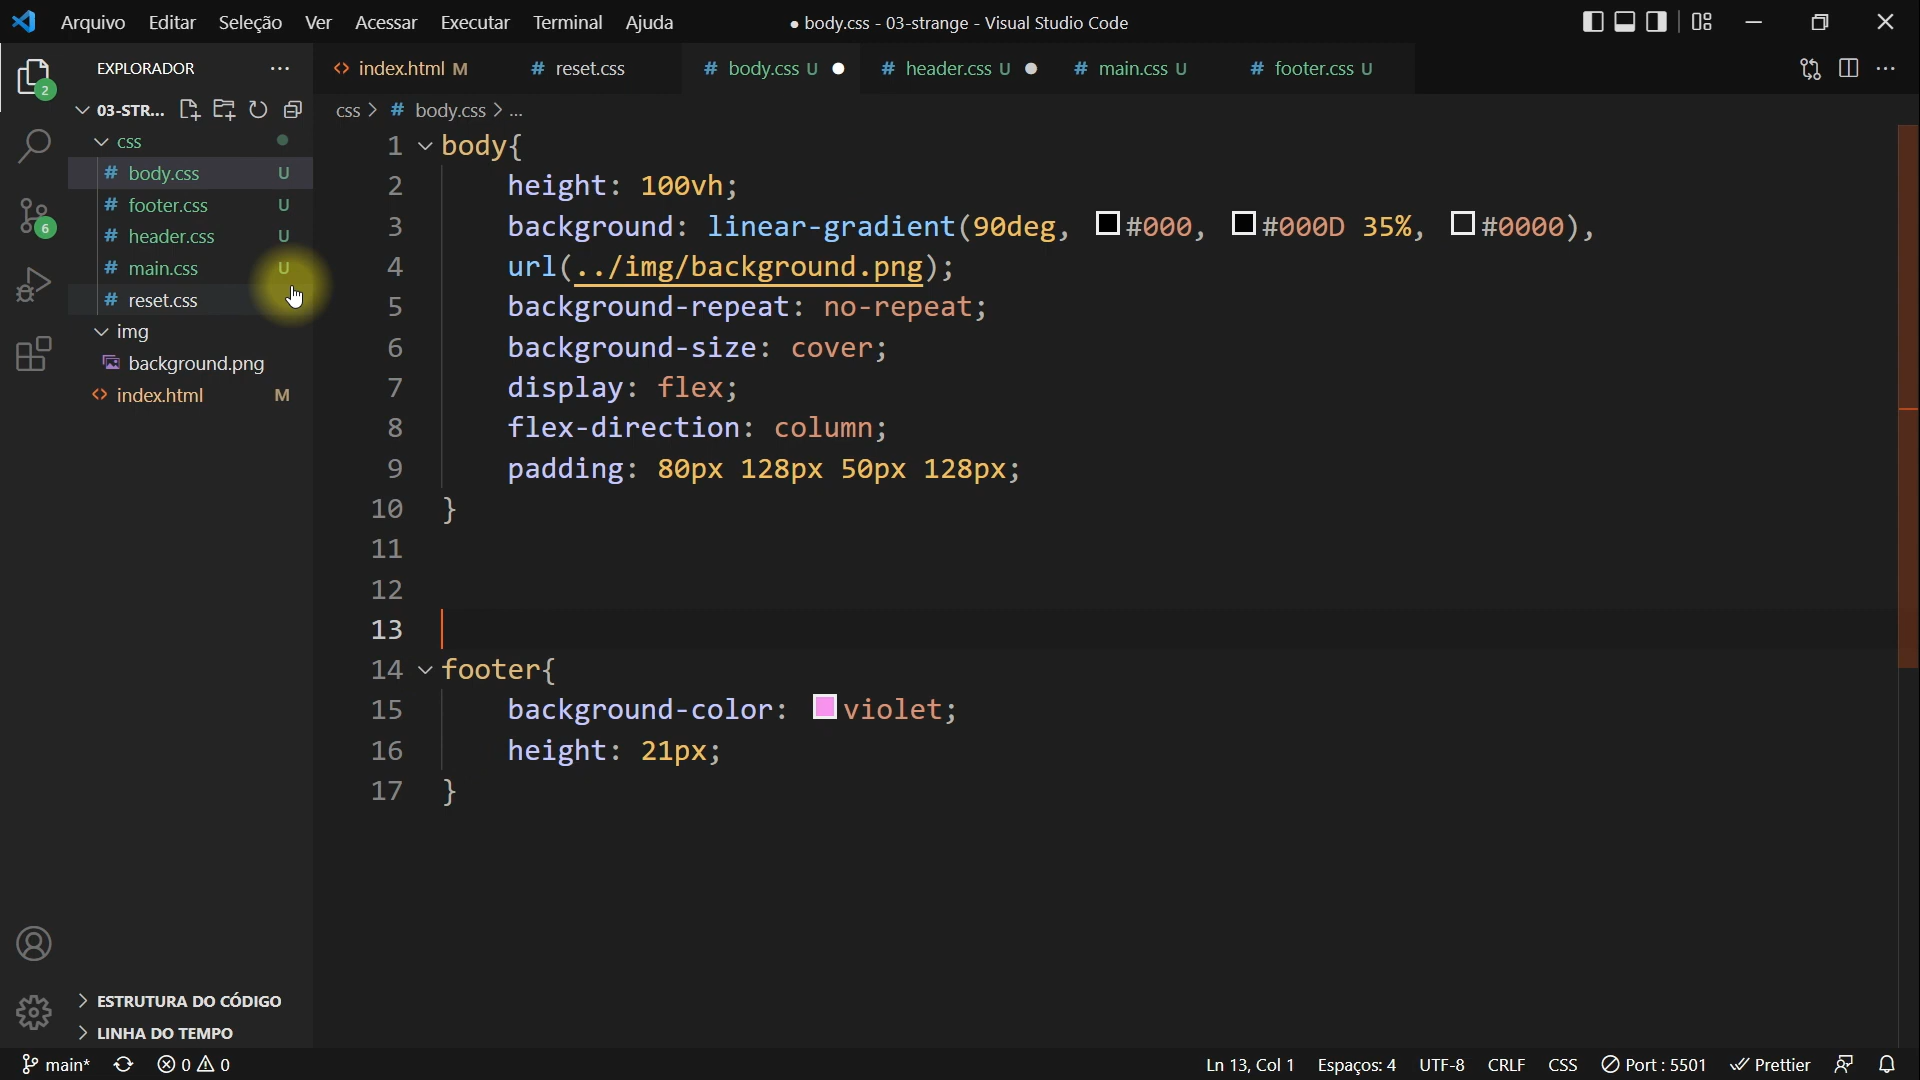 Arquivo Editar Seleção Ver Acessar Executar Terminal Ajuda
● body.css - 03-strange - Visual Studio Code
EXPLORADOR ...
03-STR...
css
# body.css U
# footer.css U
# header.css U
# main.css U
# reset.css
img
background.png
<> index.html M
ESTRUTURA DO CÓDIGO
LINHA DO TEMPO
2
6
<> index.html M # reset.css # body.css U ● # header.css U ● # main.css U # footer.css U
css > # body.css > ...
1 body{
2 height: 100vh;
3 background: linear-gradient(90deg, #000, #000D 35%, #0000),
4 url(../img/background.png);
5 background-repeat: no-repeat;
6 background-size: cover;
7 display: flex;
8 flex-direction: column;
9 padding: 80px 128px 50px 128px;
10 }
11
12
13
14 footer{
15 background-color: violet;
16 height: 21px;
17 }
main* 0 0 Ln 13, Col 1 Espaços: 4 UTF-8 CRLF CSS Port : 5501 Prettier